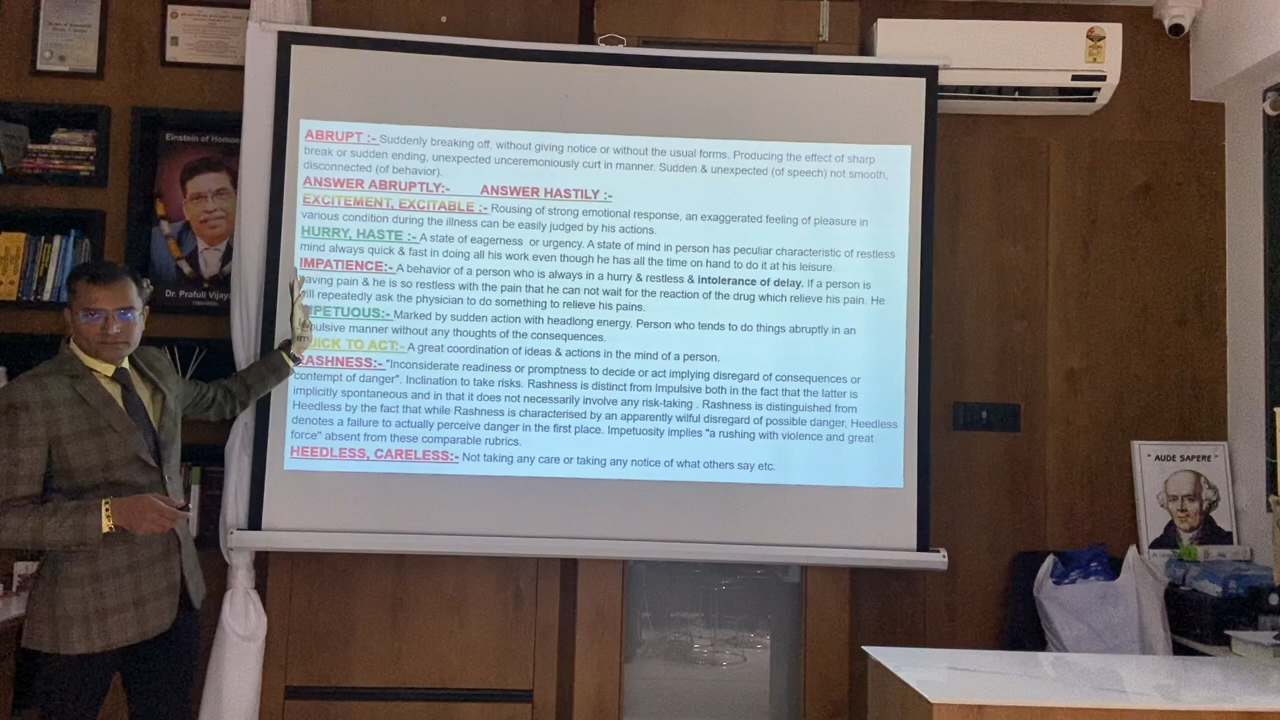 Einstein of Homoe
Dr. Prafull Vijay
ABRUPT :- Suddenly breaking off, without giving notice or without the usual forms. Producing the effect of sharp
break or sudden ending, unexpected unceremoniously curt in manner. Sudden & unexpected (of speech) not smooth,
disconnected (of behavior).
ANSWER ABRUPTLY:- ANSWER HASTILY :-
EXCITEMENT, EXCITABLE :- Rousing of strong emotional response, an exaggerated feeling of pleasure in
various condition during the illness can be easily judged by his actions.
HURRY, HASTE :- A state of eagerness or urgency. A state of mind in person has peculiar characteristic of restless
mind always quick & fast in doing all his work even though he has all the time on hand to do it at his leisure.
IMPATIENCE:- A behavior of a person who is always in a hurry & restless & intolerance of delay. If a person is
aving pain & he is so restless with the pain that he can not wait for the reaction of the drug which relieve his pain. He
ill repeatedly ask the physician to do something to relieve his pains.
PETUOUS:- Marked by sudden action with headlong energy. Person who tends to do things abruptly in an
pulsive manner without any thoughts of the consequences.
UICK TO ACT:- A great coordination of ideas & actions in the mind of a person.
RASHNESS:- "Inconsiderate readiness or promptness to decide or act implying disregard of consequences or
contempt of danger". Inclination to take risks. Rashness is distinct from Impulsive both in the fact that the latter is
implicitly spontaneous and in that it does not necessarily involve any risk-taking . Rashness is distinguished from
Heedless by the fact that while Rashness is characterised by an apparently wilful disregard of possible danger, Heedless
denotes a failure to actually perceive danger in the first place. Impetuosity implies "a rushing with violence and great
force" absent from these comparable rubrics.
HEEDLESS, CARELESS:- Not taking any care or taking any notice of what others say etc.
" AUDE SAPERE "